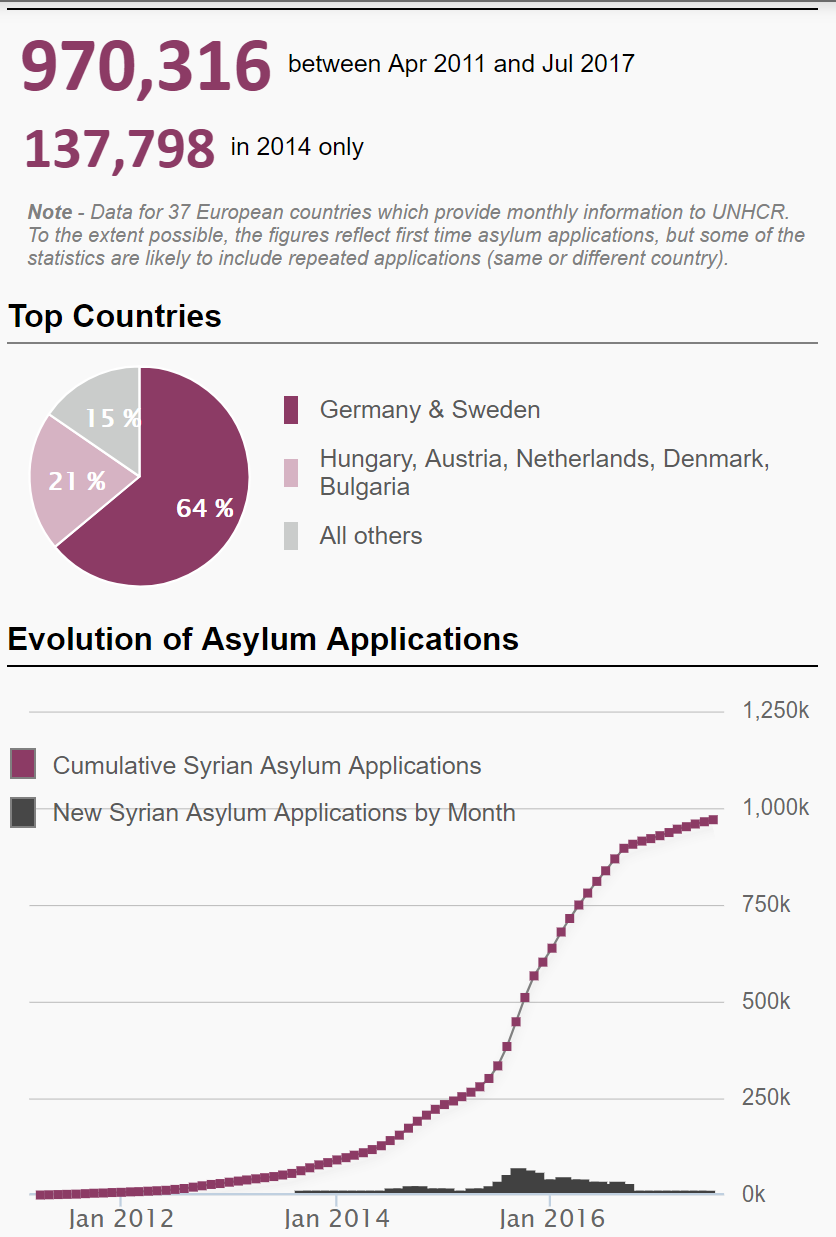 970,316 between Apr 2011 and Jul 2017
137,798 in 2014 only
Note - Data for 37 European countries which provide monthly information to UNHCR.
To the extent possible, the figures reflect first time asylum applications, but some of the
statistics are likely to include repeated applications (same or different country).
Top Countries
15 %
21 %
64 %
Germany & Sweden
Hungary, Austria, Netherlands, Denmark,
Bulgaria
All others
Evolution of Asylum Applications
1,250k
Cumulative Syrian Asylum Applications
New Syrian Asylum Applications by Month
1,000k
750k
500k
250k
0k
Jan 2012
Jan 2014
Jan 2016